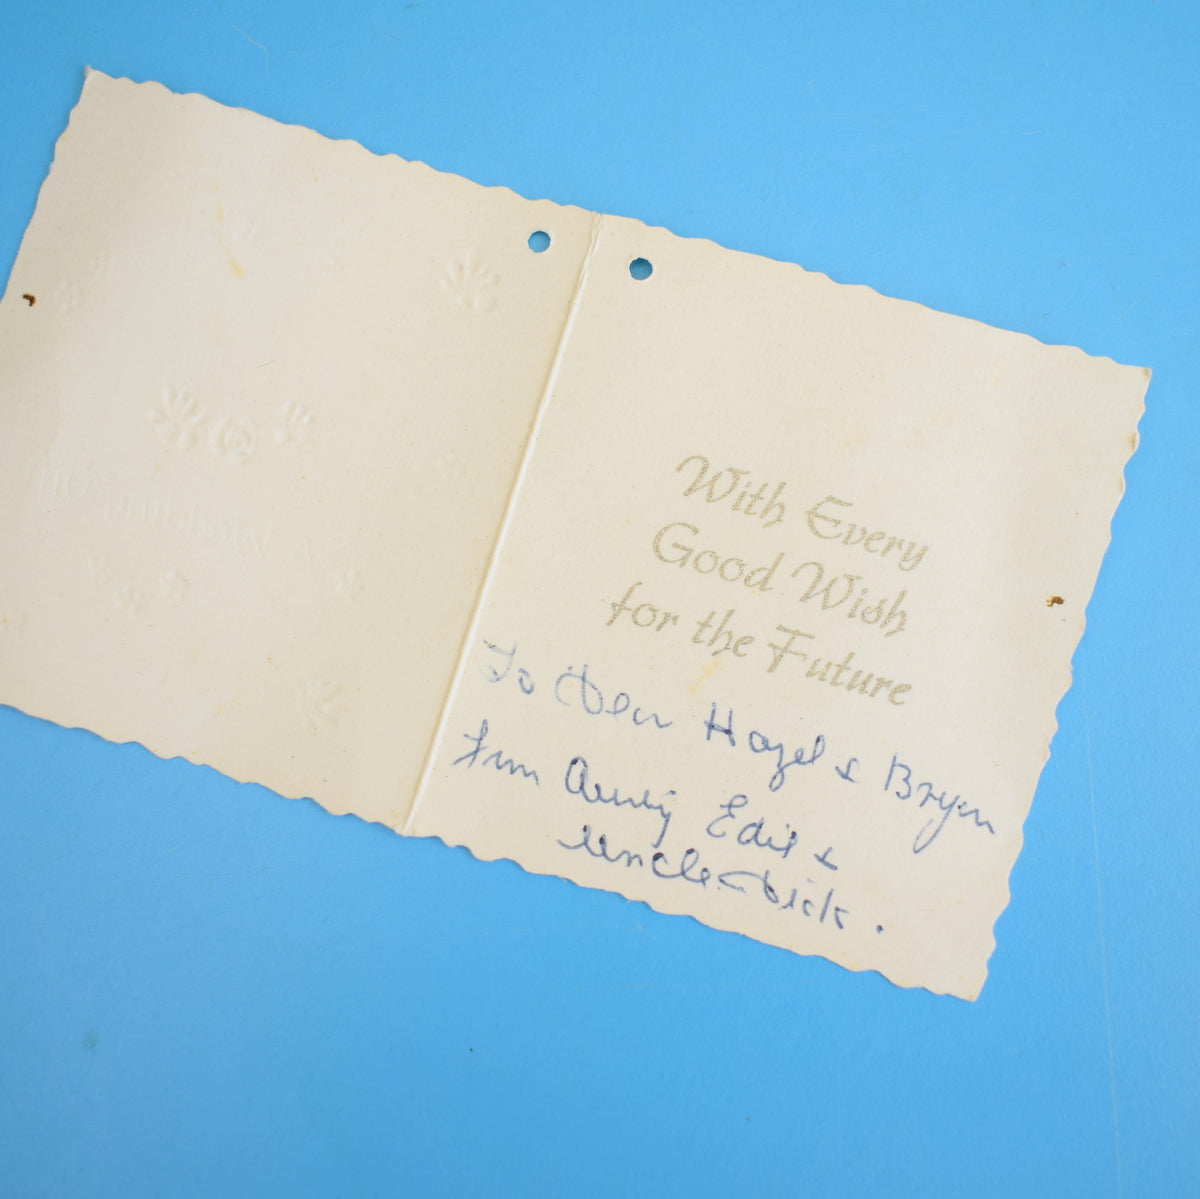 With Every
Good Wish
for the Future
To Dear Hazel & Bryan
From Aunty Edie &
Uncle Dick.